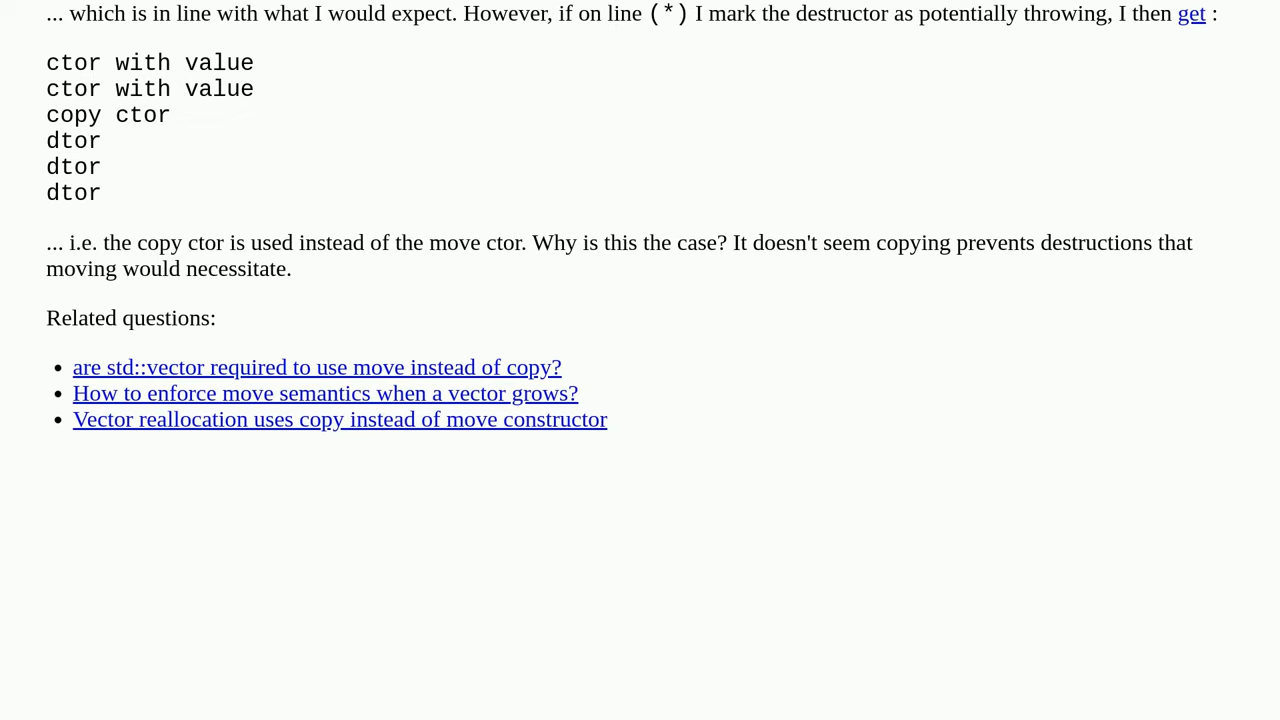 ... which is in line with what I would expect. However, if on line (*) I mark the destructor as potentially throwing, I then get :
ctor with value
ctor with value
copy ctor
dtor
dtor
dtor
... i.e. the copy ctor is used instead of the move ctor. Why is this the case? It doesn't seem copying prevents destructions that
moving would necessitate.
Related questions:
• are std::vector required to use move instead of copy?
• How to enforce move semantics when a vector grows?
• Vector reallocation uses copy instead of move constructor